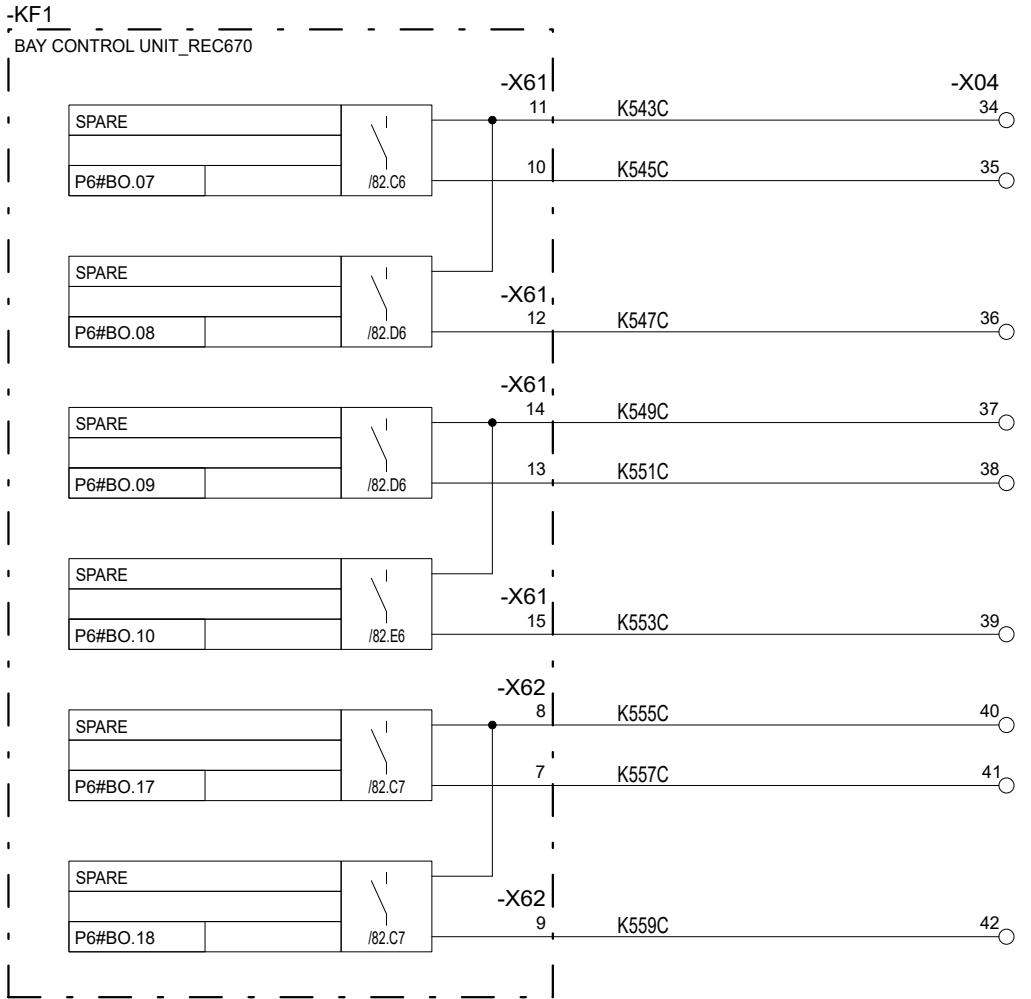 -KF1
BAY CONTROL UNIT_REC670
-X61
-X04
SPARE
11
K543C
34
P6#BO.07
/82.C6
10
K545C
35
SPARE
-X61
P6#BO.08
/82.D6
12
K547C
36
-X61
SPARE
14
K549C
37
P6#BO.09
/82.D6
13
K551C
38
SPARE
-X61
P6#BO.10
/82.E6
15
K553C
39
-X62
SPARE
8
K555C
40
P6#BO.17
/82.C7
7
K557C
41
SPARE
-X62
P6#BO.18
/82.C7
9
K559C
42